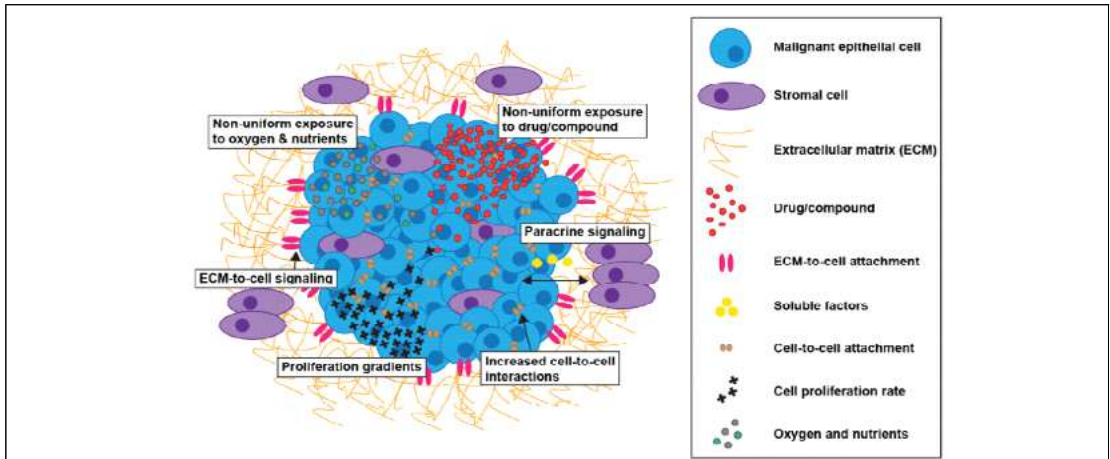 Non-uniform exposure
to oxygen & nutrients
Non-uniform exposure
to drug/compound
Paracrine signaling
ECM-to-cell signaling
Proliferation gradients
Increased cell-to-cell
interactions
Malignant epithelial cell
Stromal cell
Extracellular matrix (ECM)
Drug/compound
ECM-to-cell attachment
Soluble factors
Cell-to-cell attachment
Cell proliferation rate
Oxygen and nutrients